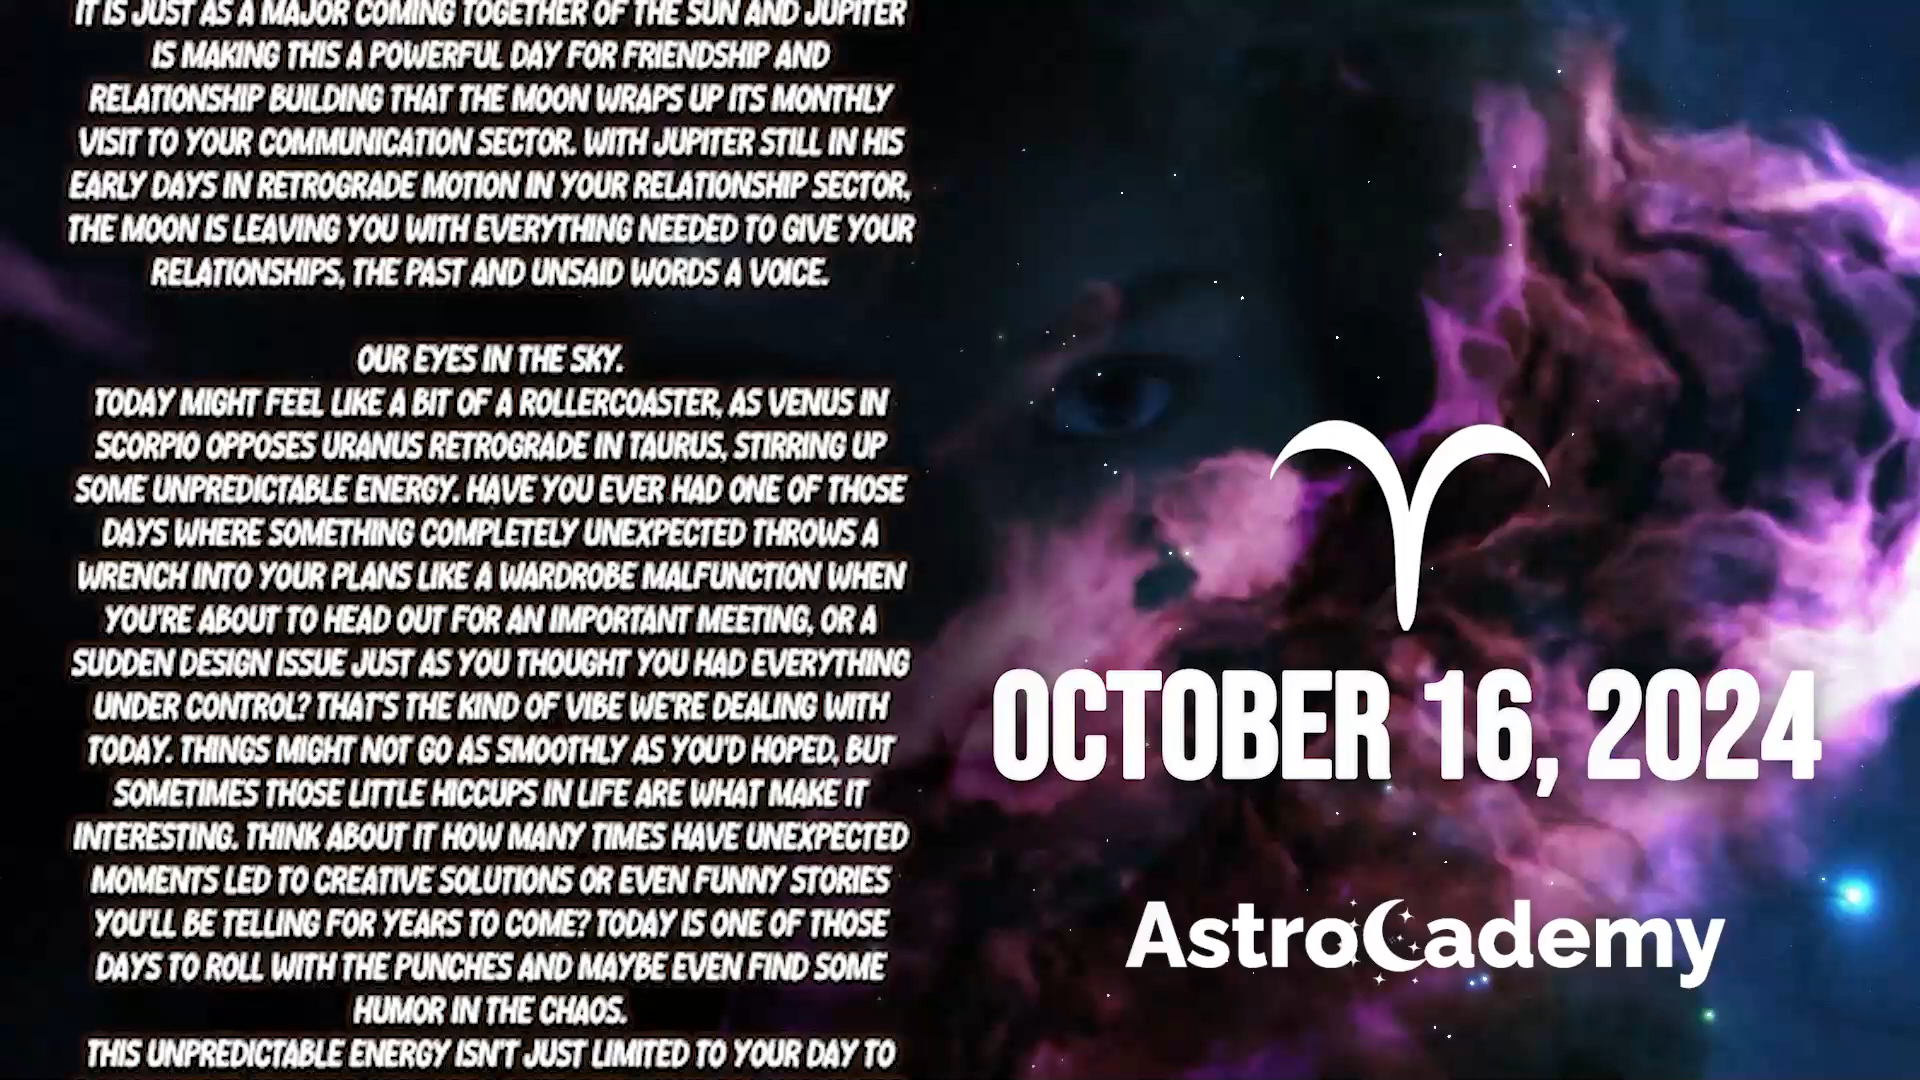 IT IS JUST AS A MAJOR COMING TOGETHER OF THE SUN AND JUPITER
IS MAKING THIS A POWERFUL DAY FOR FRIENDSHIP AND
RELATIONSHIP BUILDING THAT THE MOON WRAPS UP ITS MONTHLY
VISIT TO YOUR COMMUNICATION SECTOR. WITH JUPITER STILL IN HIS
EARLY DAYS IN RETROGRADE MOTION IN YOUR RELATIONSHIP SECTOR,
THE MOON IS LEAVING YOU WITH EVERYTHING NEEDED TO GIVE YOUR
RELATIONSHIPS, THE PAST AND UNSAID WORDS A VOICE.
OUR EYES IN THE SKY.
TODAY MIGHT FEEL LIKE A BIT OF A ROLLERCOASTER, AS VENUS IN
SCORPIO OPPOSES URANUS RETROGRADE IN TAURUS, STIRRING UP
SOME UNPREDICTABLE ENERGY. HAVE YOU EVER HAD ONE OF THOSE
DAYS WHERE SOMETHING COMPLETELY UNEXPECTED THROWS A
WRENCH INTO YOUR PLANS LIKE A WARDROBE MALFUNCTION WHEN
YOU'RE ABOUT TO HEAD OUT FOR AN IMPORTANT MEETING, OR A
SUDDEN DESIGN ISSUE JUST AS YOU THOUGHT YOU HAD EVERYTHING
UNDER CONTROL? THAT'S THE KIND OF VIBE WE'RE DEALING WITH
TODAY. THINGS MIGHT NOT GO AS SMOOTHLY AS YOU'D HOPED, BUT
SOMETIMES THOSE LITTLE HICCUPS IN LIFE ARE WHAT MAKE IT
INTERESTING. THINK ABOUT IT HOW MANY TIMES HAVE UNEXPECTED
MOMENTS LED TO CREATIVE SOLUTIONS OR EVEN FUNNY STORIES
YOU'LL BE TELLING FOR YEARS TO COME? TODAY IS ONE OF THOSE
DAYS TO ROLL WITH THE PUNCHES AND MAYBE EVEN FIND SOME
HUMOR IN THE CHAOS.
THIS UNPREDICTABLE ENERGY ISN'T JUST LIMITED TO YOUR DAY TO
OCTOBER 16, 2024
AstroCademy